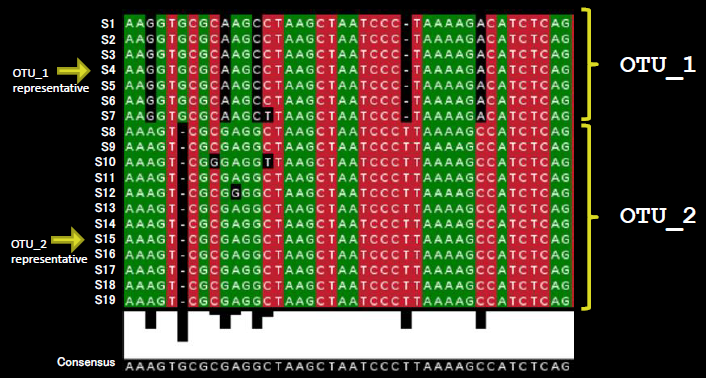 S1 AAGGTGCGCAAGCCTAAGCTAATCCC-TAAAAGACATCTCAG
S2 AAGGTGCGCAAGCCTAAGCTAATCCC-TAAAAGACATCTCAG
S3 AAGGTGCGCAAGCCTAAGCTAATCCC-TAAAAGACATCTCAG
OTU_1
representative
S4 AAGGTGCGCAAGCCTAAGCTAATCCC-TAAAAGACATCTCAG
OTU_1
S5 AAGGTGCGCAAGCCTAAGCTAATCCC-TAAAAGACATCTCAG
S6 AAGGTGCGCAAGCCTAAGCTAATCCC-TAAAAGACATCTCAG
S7 AAGGTGCGCAAGCTTAAGCTAATCCC-TAAAAGACATCTCAG
S8 AAAGT-CGCGAGGCTAAGCTAATCCCTTAAAAGCCATCTCAG
S9 AAAGT-CGCGAGGCTAAGCTAATCCCTTAAAAGCCATCTCAG
S10 AAAGT-CGGGAGGTTAAGCTAATCCCTTAAAAGCCATCTCAG
S11 AAAGT-CGCGAGGCTAAGCTAATCCCTTAAAAGCCATCTCAG
S12 AAAGT-CGCGGGGCTAAGCTAATCCCTTAAAAGCCATCTCAG
S13 AAAGT-CGCGAGGCTAAGCTAATCCCTTAAAAGCCATCTCAG
OTU_2
S14 AAAGT-CGCGAGGCTAAGCTAATCCCTTAAAAGCCATCTCAG
OTU_2
representative
S15 AAAGT-CGCGAGGCTAAGCTAATCCCTTAAAAGCCATCTCAG
S16 AAAGT-CGCGAGGCTAAGCTAATCCCTTAAAAGCCATCTCAG
S17 AAAGT-CGCGAGGCTAAGCTAATCCCTTAAAAGCCATCTCAG
S18 AAAGT-CGCGAGGCTAAGCTAATCCCTTAAAAGCCATCTCAG
S19 AAAGT-CGCGAGGCTAAGCTAATCCCTTAAAAGCCATCTCAG
Consensus AAAGTGCGCGAGGCTAAGCTAATCCCTTAAAAGCCATCTCAG